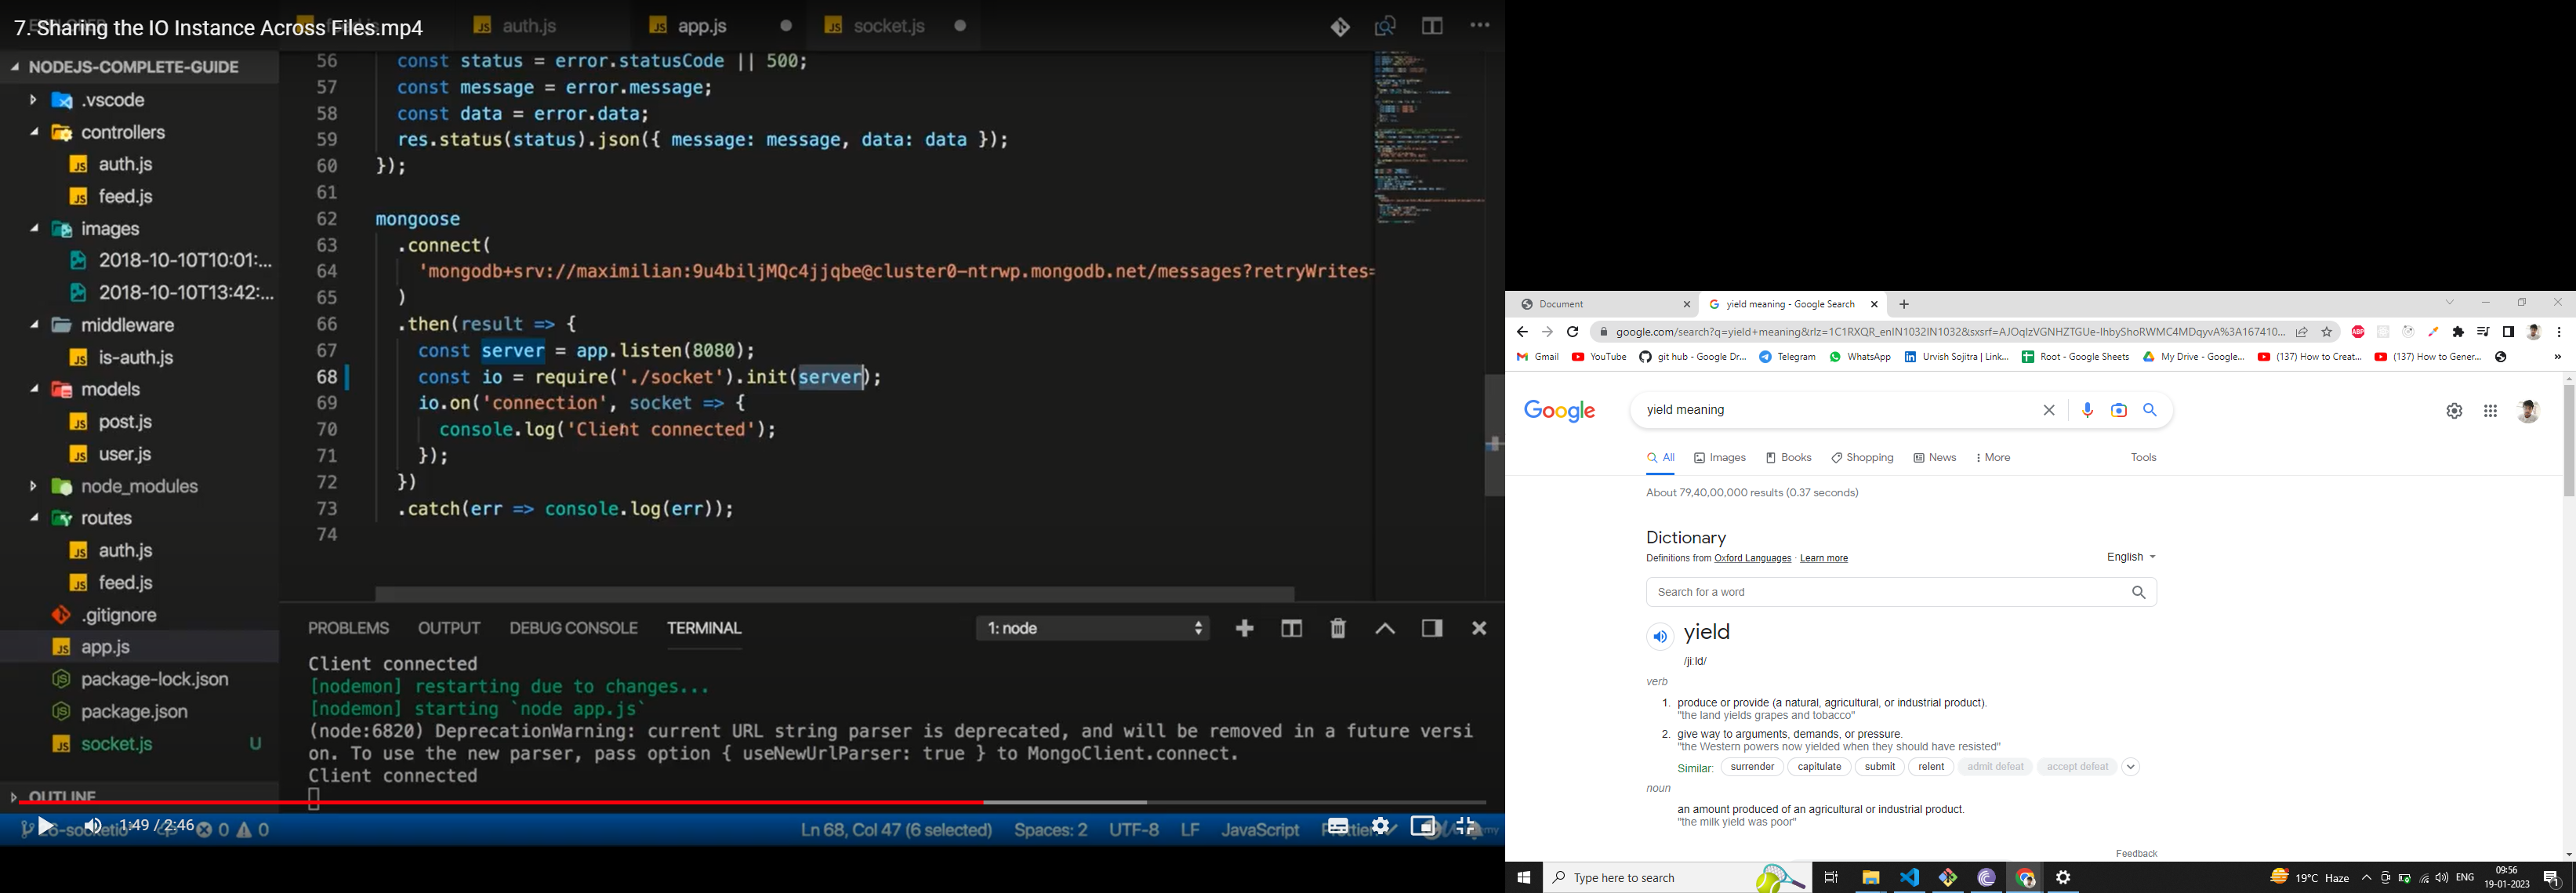 7. Sharing the IO Instance Across Files.mp4
auth.js
app.js
socket.js
NODEJS-COMPLETE-GUIDE
.vscode
controllers
auth.js
feed.js
images
2018-10-10T10:01:...
2018-10-10T13:42:...
middleware
is-auth.js
models
post.js
user.js
node_modules
routes
auth.js
feed.js
.gitignore
app.js
package-lock.json
package.json
socket.js U
OUTLINE
56 const status = error.statusCode || 500;
57 const message = error.message;
58 const data = error.data;
59 res.status(status).json({ message: message, data: data });
60 });
61
62 mongoose
63 .connect(
64 'mongodb+srv://maximilian:9u4biljMQc4jjqbe@cluster0-ntrwp.mongodb.net/messages?retryWrites=
65 )
66 .then(result => {
67 const server = app.listen(8080);
68 const io = require('./socket').init(server);
69 io.on('connection', socket => {
70 console.log('Client connected');
71 });
72 })
73 .catch(err => console.log(err));
74
PROBLEMS OUTPUT DEBUG CONSOLE TERMINAL 1: node
Client connected
[nodemon] restarting due to changes...
[nodemon] starting `node app.js`
(node:6820) DeprecationWarning: current URL string parser is deprecated, and will be removed in a future versi
on. To use the new parser, pass option { useNewUrlParser: true } to MongoClient.connect.
Client connected
1:49 / 2:46 0 0 Ln 68, Col 47 (6 selected) Spaces: 2 UTF-8 LF JavaScript
Document
yield meaning - Google Search
google.com/search?q=yield+meaning&rlz=1C1RXQR_enIN1032IN1032&sxsrf=AJOqlzVGNHZTGUe-IhbyShoRWMC4MDqyvA%3A167410...
Gmail YouTube git hub - Google Dr... Telegram WhatsApp Urvish Sojitra | Link... Root - Google Sheets My Drive - Google... (137) How to Creat... (137) How to Gener... »
Google
yield meaning
All Images Books Shopping News More Tools
About 79,40,00,000 results (0.37 seconds)
Dictionary
Definitions from Oxford Languages · Learn more English
Search for a word
yield
/jiːld/
verb
1. produce or provide (a natural, agricultural, or industrial product).
"the land yields grapes and tobacco"
2. give way to arguments, demands, or pressure.
"the Western powers now yielded when they should have resisted"
Similar: surrender capitulate submit relent admit defeat accept defeat
noun
an amount produced of an agricultural or industrial product.
"the milk yield was poor"
Feedback
Type here to search
19°C Haze ENG 09:56
19-01-2023